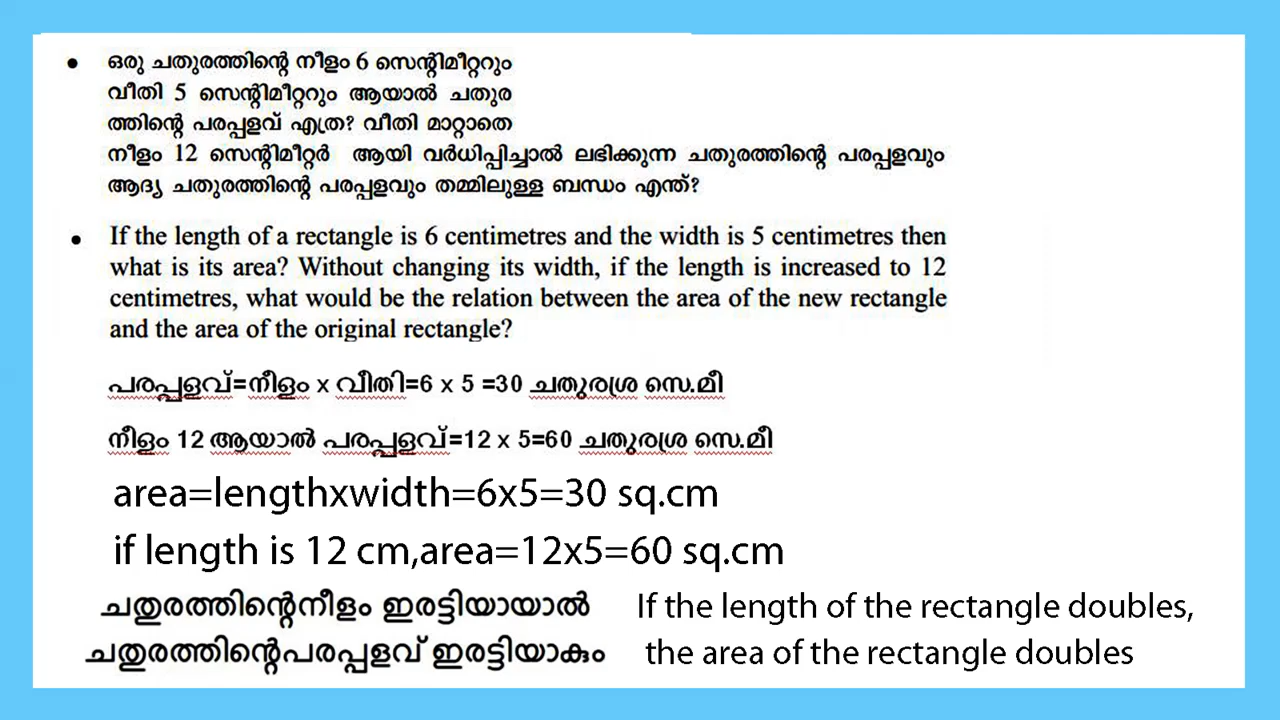 • ഒരു ചതുരത്തിന്റെ നീളം 6 സെന്റിമീറ്ററും
വീതി 5 സെന്റിമീറ്ററും ആയാൽ ചതുര
ത്തിന്റെ പരപ്പളവ് എത്ര? വീതി മാറ്റാതെ
നീളം 12 സെന്റിമീറ്റർ ആയി വർധിപ്പിച്ചാൽ ലഭിക്കുന്ന ചതുരത്തിന്റെ പരപ്പളവും
ആദ്യ ചതുരത്തിന്റെ പരപ്പളവും തമ്മിലുള്ള ബന്ധം എന്ത്?
• If the length of a rectangle is 6 centimetres and the width is 5 centimetres then
what is its area? Without changing its width, if the length is increased to 12
centimetres, what would be the relation between the area of the new rectangle
and the area of the original rectangle?
പരപ്പളവ്=നീളം x വീതി=6 x 5 =30 ചതുരശ്ര സെ.മീ
നീളം 12 ആയാൽ പരപ്പളവ്=12 x 5=60 ചതുരശ്ര സെ.മീ
area=lengthxwidth=6x5=30 sq.cm
if length is 12 cm,area=12x5=60 sq.cm
ചതുരത്തിന്റെനീളം ഇരട്ടിയായാൽ
ചതുരത്തിന്റെപരപ്പളവ് ഇരട്ടിയാകും
If the length of the rectangle doubles,
the area of the rectangle doubles